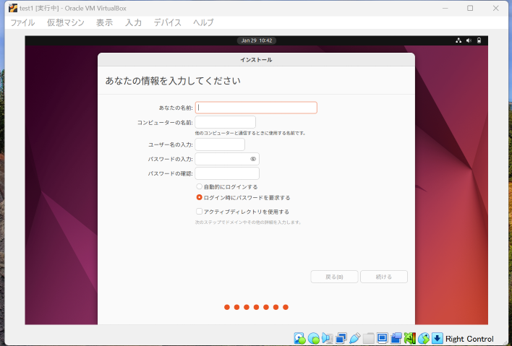 test1 [実行中] - Oracle VM VirtualBox
ファイル 仮想マシン 表示 入力 デバイス ヘルプ
Jan 29 10:42
インストール
あなたの情報を入力してください
あなたの名前:
コンピューターの名前:
他のコンピューターと通信するときに使用する名前です。
ユーザー名の入力:
パスワードの入力:
パスワードの確認:
自動的にログインする
ログイン時にパスワードを要求する
アクティブディレクトリを使用する
次のステップでドメインやその他の詳細を入力します。
戻る(B) 続ける
Right Control